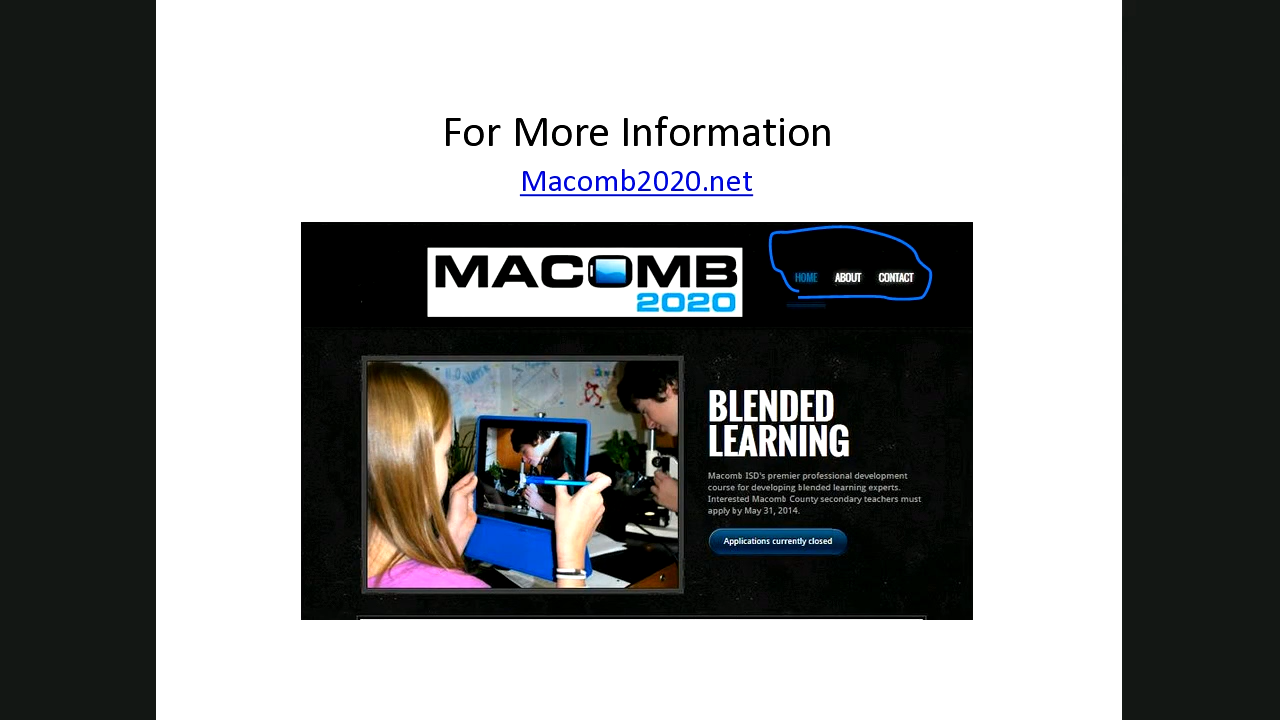 For More Information
Macomb2020.net
MACOMB
2020
HOME ABOUT CONTACT
BLENDED
LEARNING
Macomb ISD's premier professional development
course for developing blended learning experts.
Interested Macomb County secondary teachers must
apply by May 31, 2014.
Applications currently closed